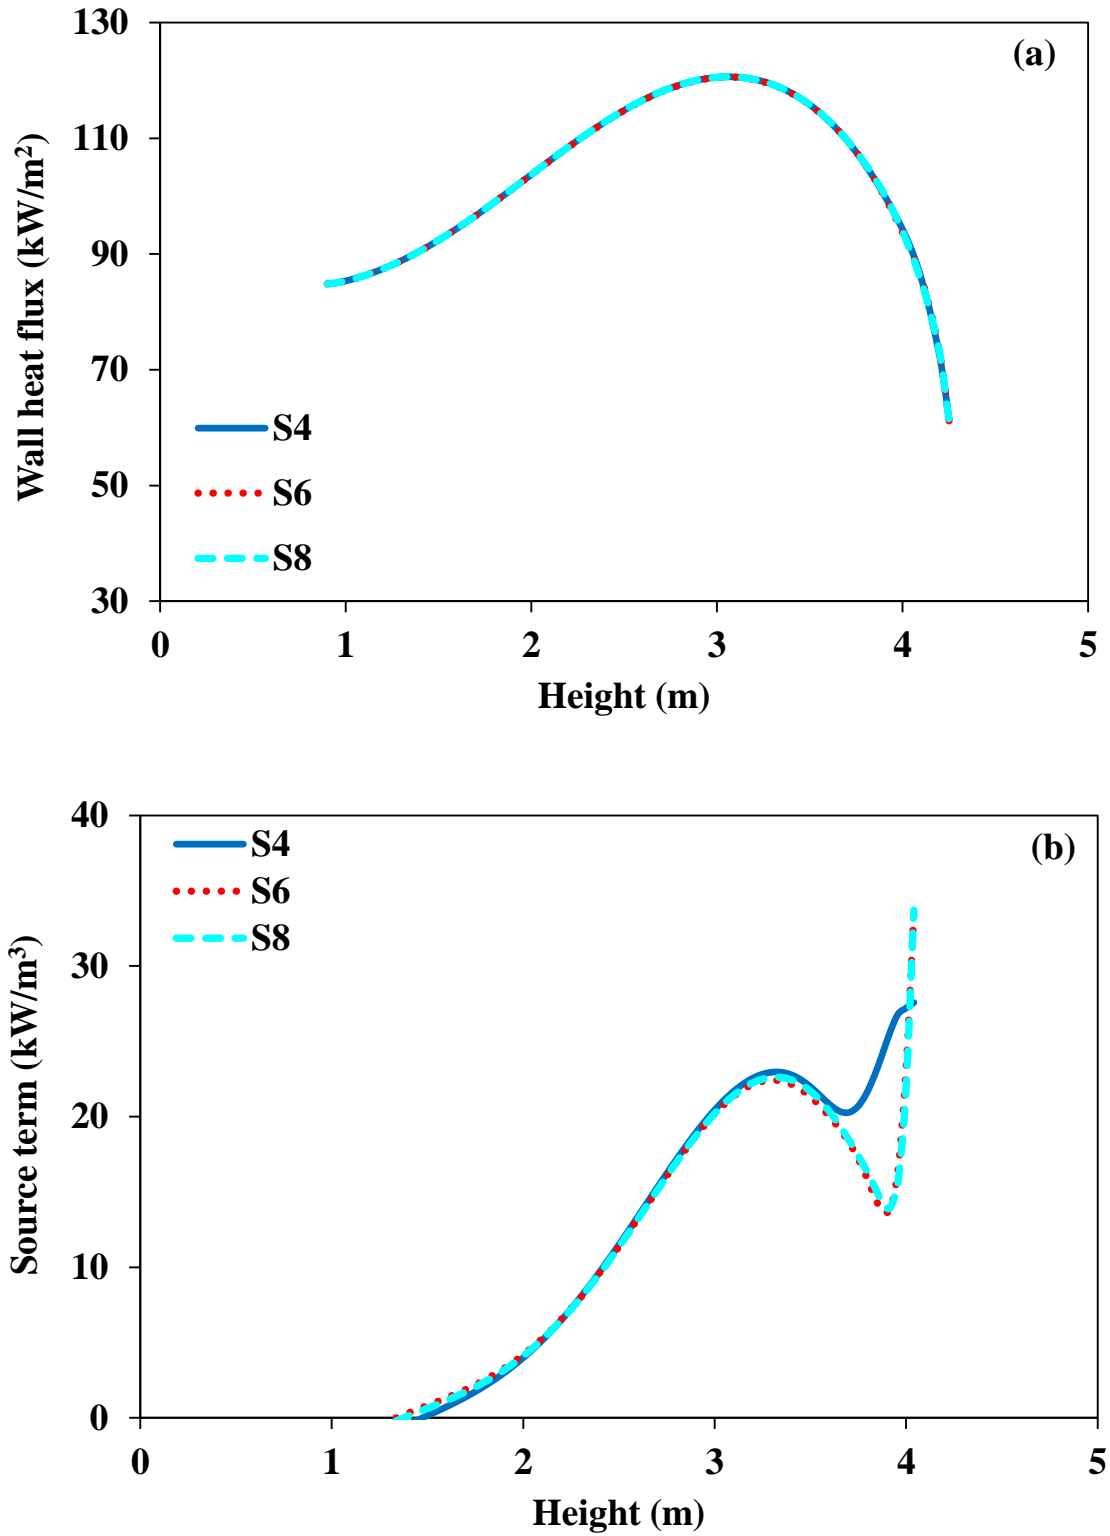 130
(a)
110
90
70
50
30
Wall heat flux (kW/m²)
S4
S6
S8
0 1 2 3 4 5
Height (m)
40
(b)
30
20
10
0
Source term (kW/m³)
S4
S6
S8
0 1 2 3 4 5
Height (m)